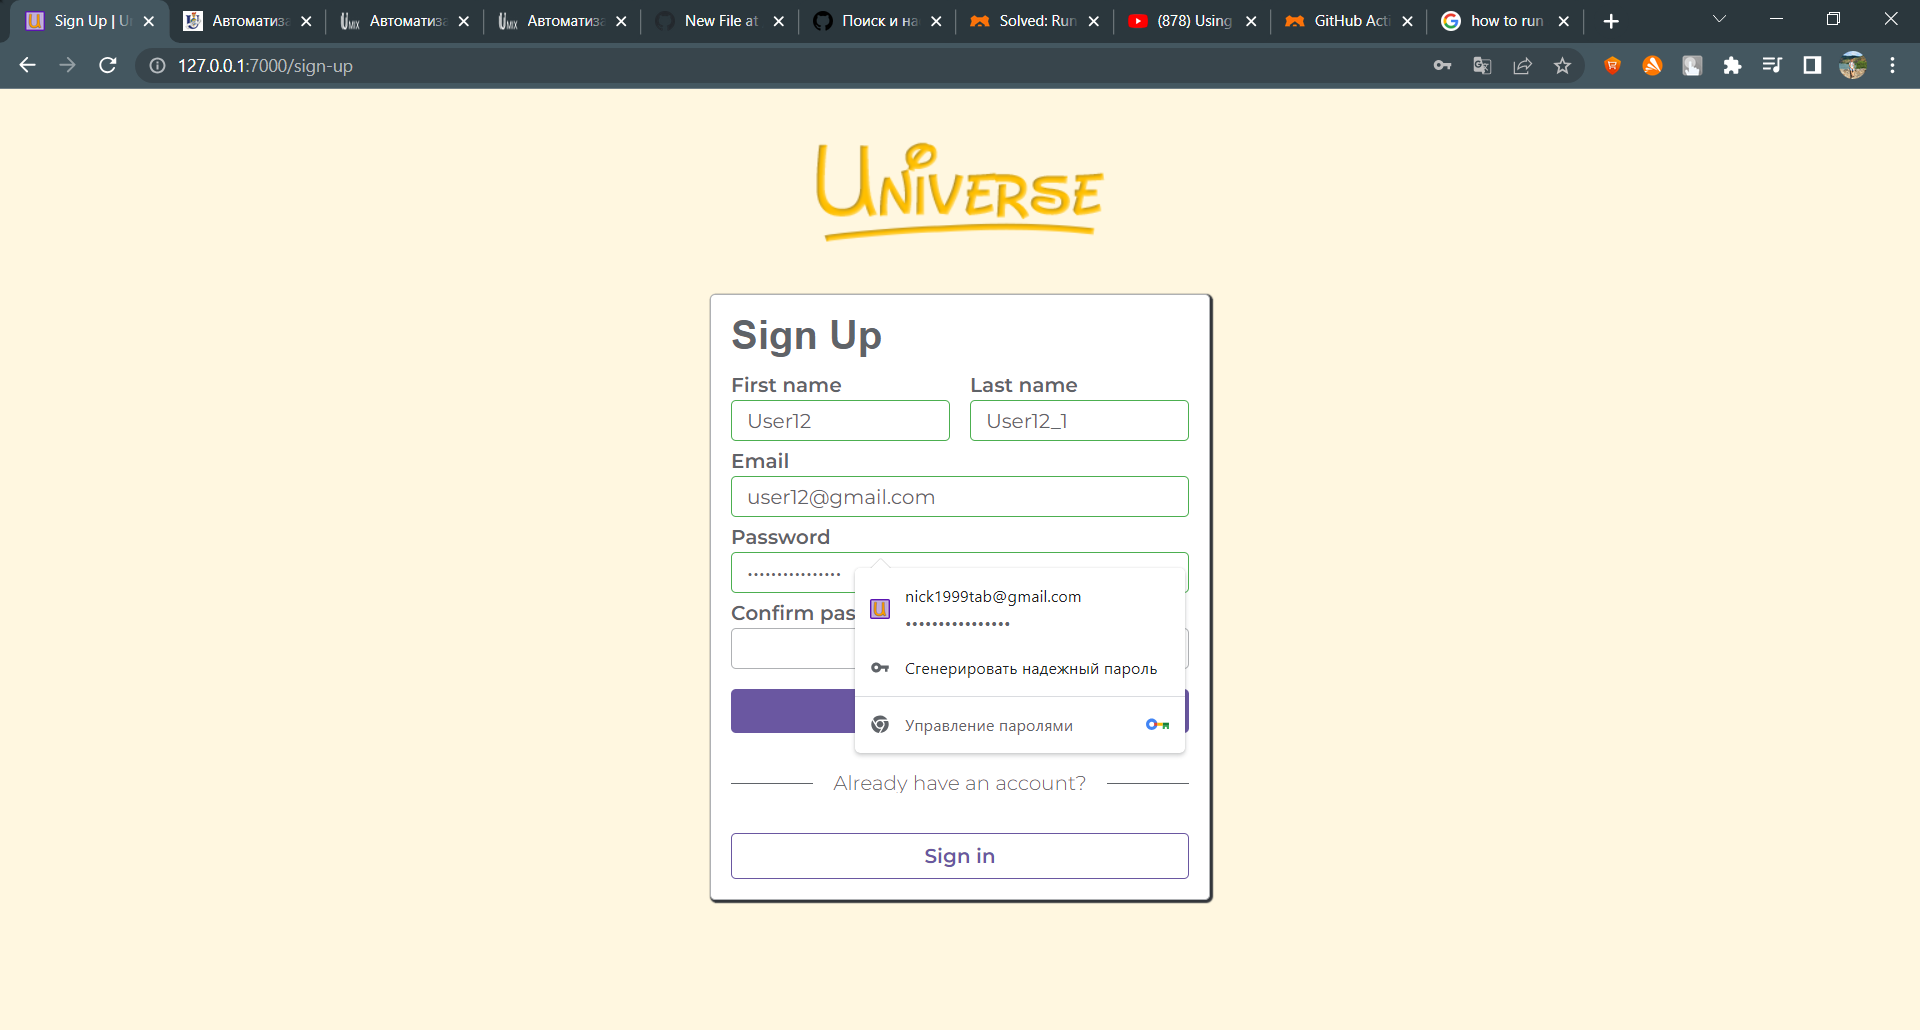 Sign Up | U
Автоматиза
Автоматиза
Автоматиза
New File at
Поиск и на
Solved: Run
(878) Using
GitHub Acti
how to run
127.0.0.1:7000/sign-up
UNIVERSE
Sign Up
First name
Last name
User12
User12_1
Email
user12@gmail.com
Password
nick1999tab@gmail.com
Confirm pas
Сгенерировать надежный пароль
Управление паролями
Already have an account?
Sign in